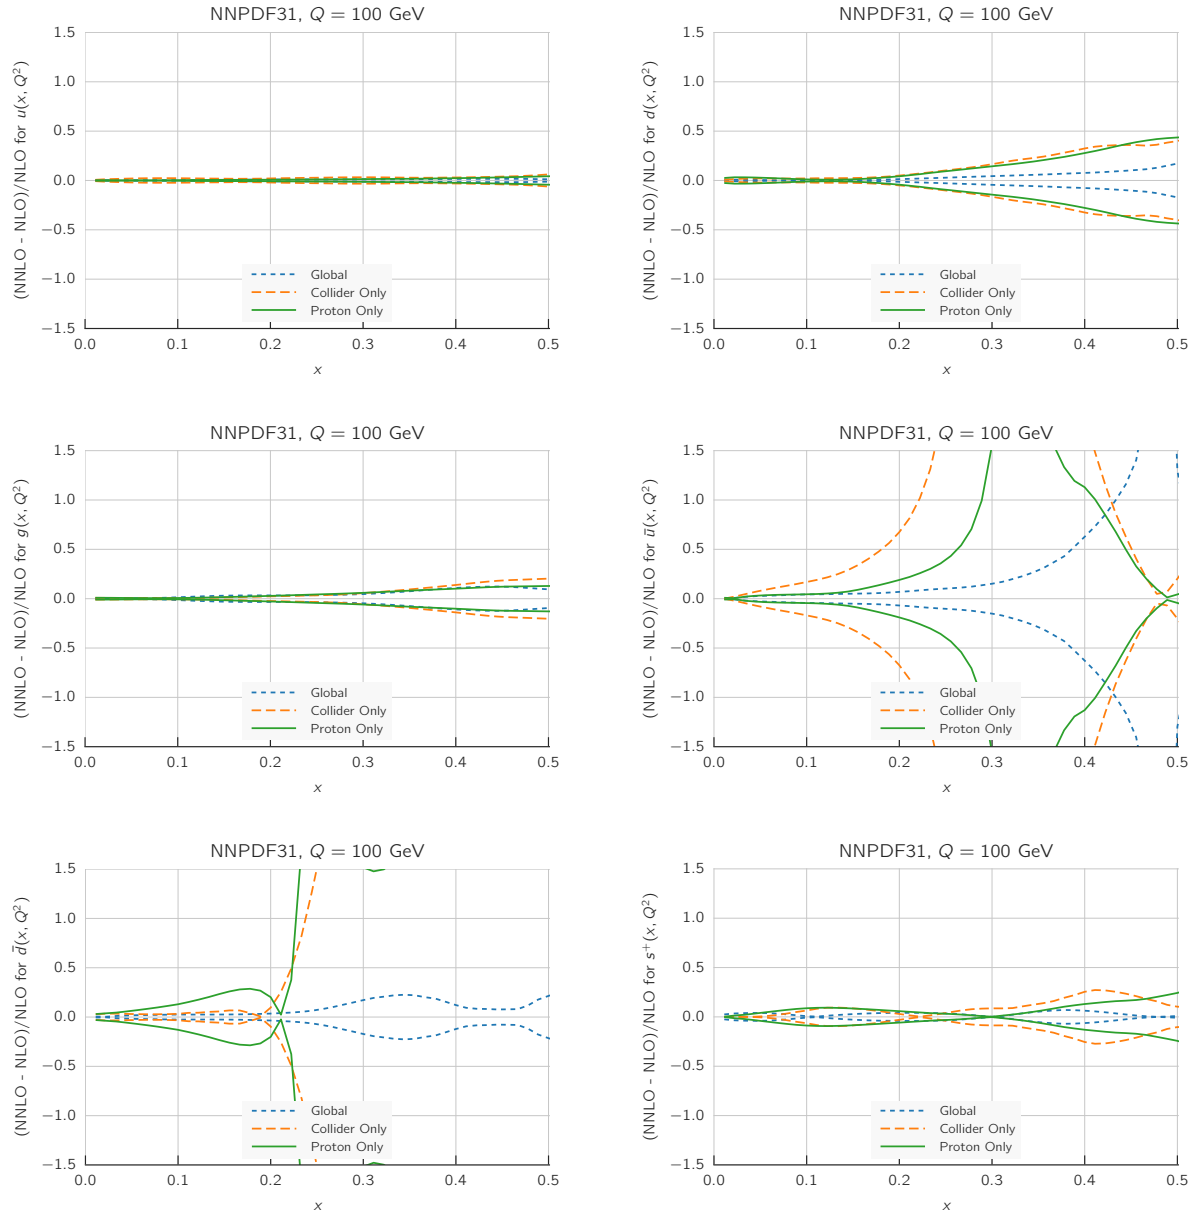 NNPDF31, Q = 100 GeV
(NNLO - NLO)/NLO for u(x, Q²)
1.5
1.0
0.5
0.0
−0.5
−1.0
−1.5
Global
Collider Only
Proton Only
0.0 0.1 0.2 0.3 0.4 0.5
x
NNPDF31, Q = 100 GeV
(NNLO - NLO)/NLO for d(x, Q²)
1.5
1.0
0.5
0.0
−0.5
−1.0
−1.5
Global
Collider Only
Proton Only
0.0 0.1 0.2 0.3 0.4 0.5
x
NNPDF31, Q = 100 GeV
(NNLO - NLO)/NLO for g(x, Q²)
1.5
1.0
0.5
0.0
−0.5
−1.0
−1.5
Global
Collider Only
Proton Only
0.0 0.1 0.2 0.3 0.4 0.5
x
NNPDF31, Q = 100 GeV
(NNLO - NLO)/NLO for ū(x, Q²)
1.5
1.0
0.5
0.0
−0.5
−1.0
−1.5
Global
Collider Only
Proton Only
0.0 0.1 0.2 0.3 0.4 0.5
x
NNPDF31, Q = 100 GeV
(NNLO - NLO)/NLO for d̄(x, Q²)
1.5
1.0
0.5
0.0
−0.5
−1.0
−1.5
Global
Collider Only
Proton Only
0.0 0.1 0.2 0.3 0.4 0.5
x
NNPDF31, Q = 100 GeV
(NNLO - NLO)/NLO for s⁺(x, Q²)
1.5
1.0
0.5
0.0
−0.5
−1.0
−1.5
Global
Collider Only
Proton Only
0.0 0.1 0.2 0.3 0.4 0.5
x